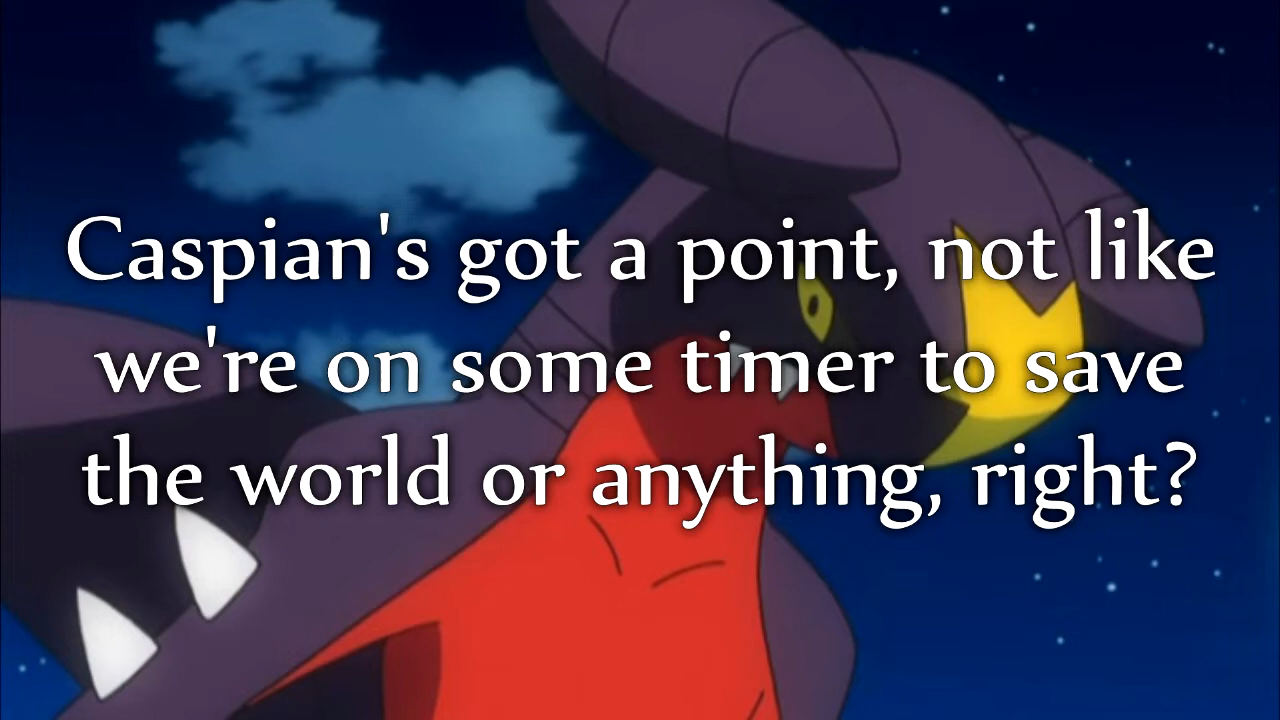 Caspian's got a point, not like
we're on some timer to save
the world or anything, right?